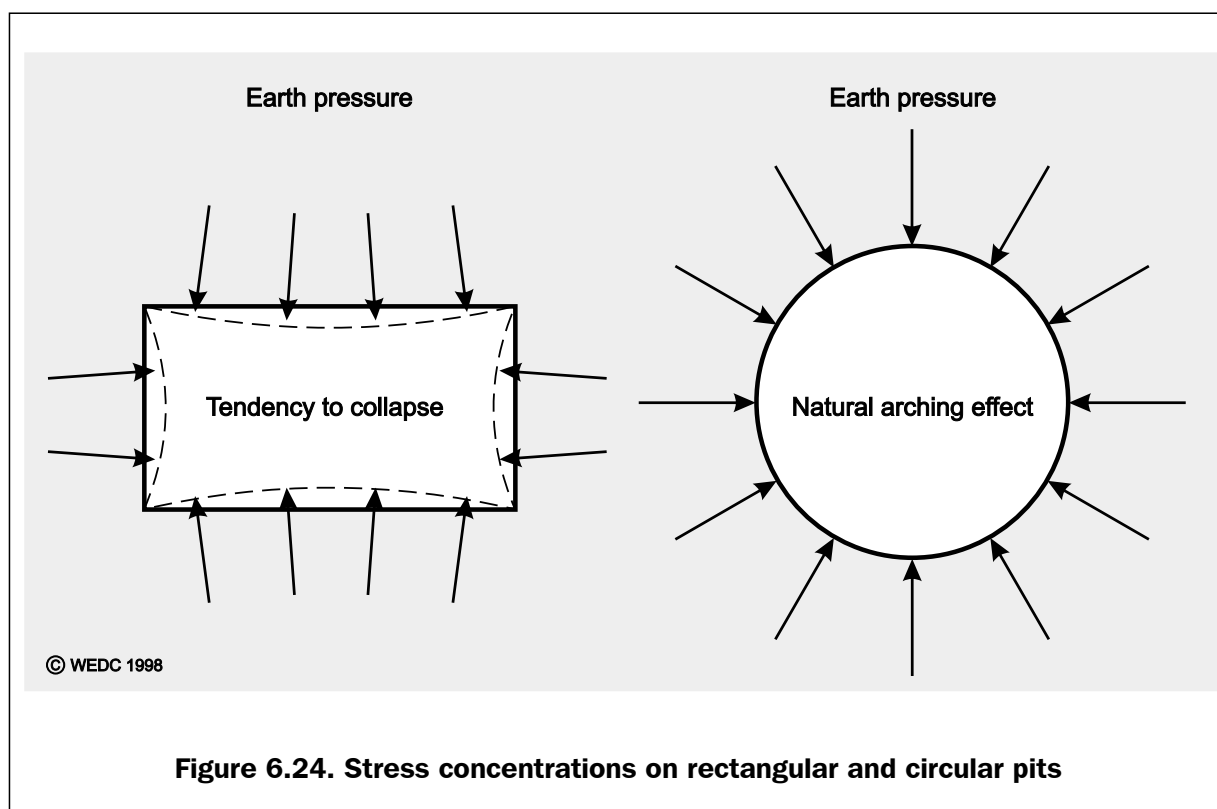 Earth pressure
Earth pressure
Tendency to collapse
Natural arching effect
© WEDC 1998
Figure 6.24. Stress concentrations on rectangular and circular pits